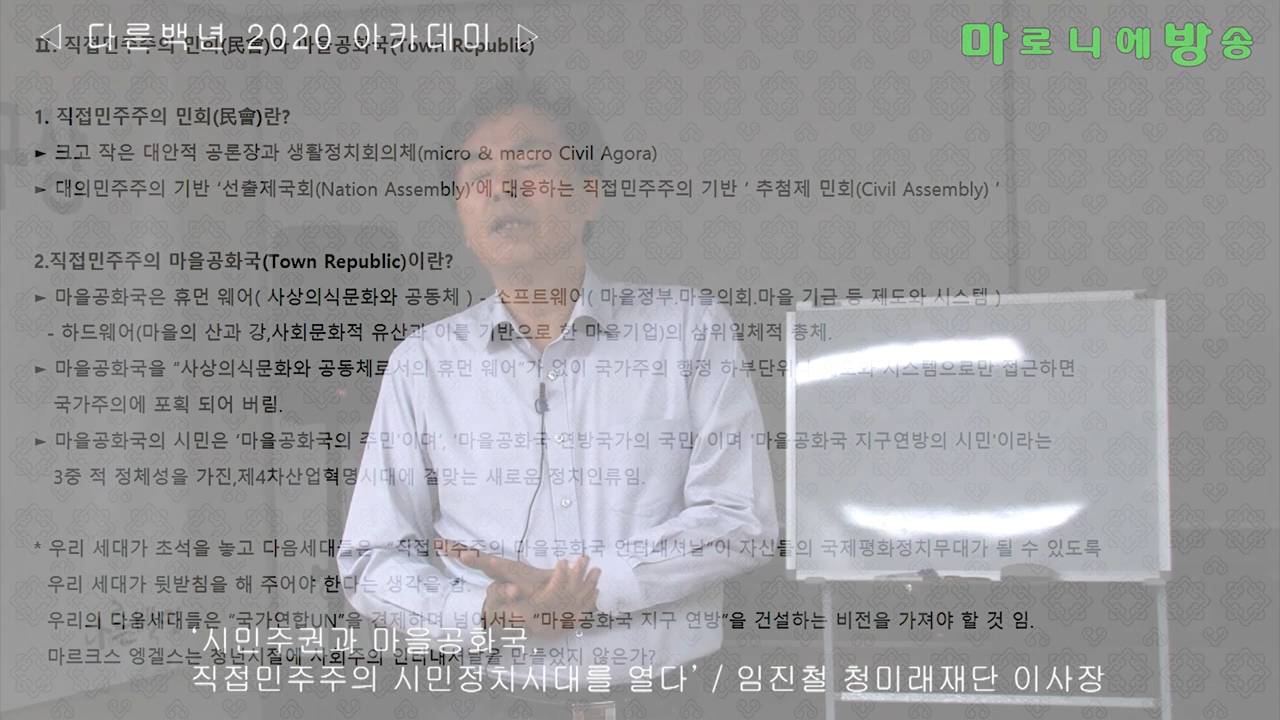 ◁ 다른백년 2020 아카데미 ▷
마로니에방송
Ⅱ. 직접민주주의 민회(民會)와 마을공화국(Town Republic)
1. 직접민주주의 민회(民會)란?
► 크고 작은 대안적 공론장과 생활정치회의체(micro & macro Civil Agora)
► 대의민주주의 기반 ‘선출제국회(Nation Assembly)’에 대응하는 직접민주주의 기반 ‘ 추첨제 민회(Civil Assembly) ’
2.직접민주주의 마을공화국(Town Republic)이란?
► 마을공화국은 휴먼 웨어( 사상의식문화와 공동체 ) - 소프트웨어( 마을정부.마을의회.마을 기금 등 제도와 시스템 )
- 하드웨어(마을의 산과 강,사회문화적 유산과 이를 기반으로 한 마을기업)의 삼위일체적 총체.
► 마을공화국을 “사상의식문화와 공동체로서의 휴먼 웨어“가 없이 국가주의 행정 하부단위의 제도와 시스템으로만 접근하면
국가주의에 포획 되어 버림.
► 마을공화국의 시민은 ‘마을공화국의 주민'이며’, '마을공화국 연방국가의 국민’ 이며 '마을공화국 지구연방의 시민'이라는
3중 적 정체성을 가진,제4차산업혁명시대에 걸맞는 새로운 정치인류임.
* 우리 세대가 초석을 놓고 다음세대들은 “직접민주주의 마을공화국 인터내셔날“이 자신들의 국제평화정치무대가 될 수 있도록
우리 세대가 뒷받침을 해 주어야 한다는 생각을 함.
우리의 다음세대들은 “국가연합UN”을 견제하며 넘어서는 “마을공화국 지구 연방”을 건설하는 비전을 가져야 할 것 임.
마르크스 엥겔스는 청년시절에 사회주의 인터내셔날을 만들었지 않은가?
‘시민주권과 마을공화국,
직접민주주의 시민정치시대를 열다’ / 임진철 청미래재단 이사장